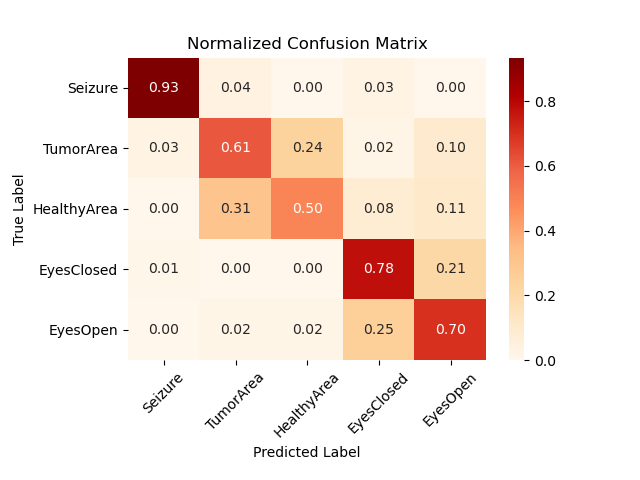 Normalized Confusion Matrix
True Label
Seizure 0.93 0.04 0.00 0.03 0.00
TumorArea 0.03 0.61 0.24 0.02 0.10
HealthyArea 0.00 0.31 0.50 0.08 0.11
EyesClosed 0.01 0.00 0.00 0.78 0.21
EyesOpen 0.00 0.02 0.02 0.25 0.70
Seizure TumorArea HealthyArea EyesClosed EyesOpen
Predicted Label
0.8
0.6
0.4
0.2
0.0